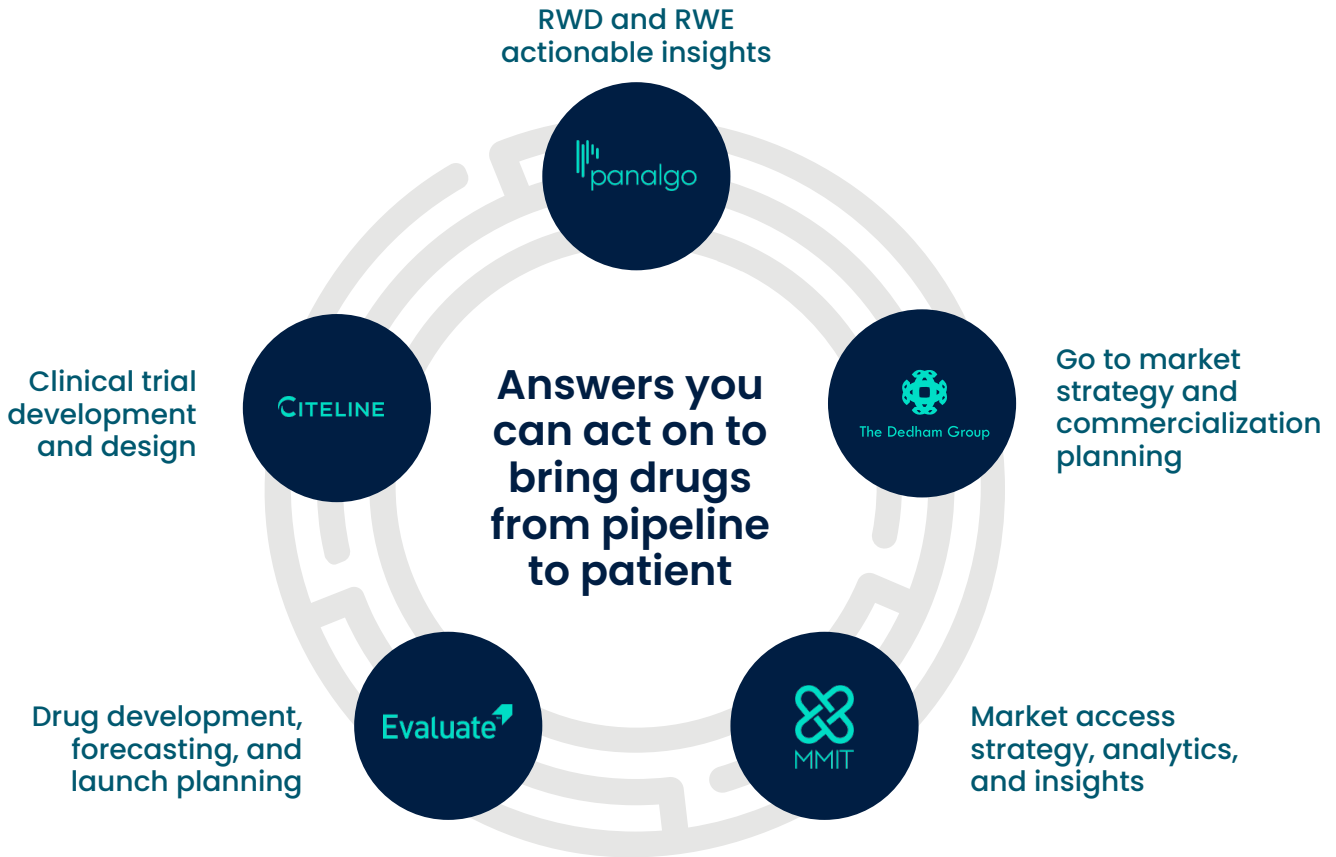 RWD and RWE
actionable insights
panalgo
Clinical trial
development
and design
CITELINE
Answers you
can act on to
bring drugs
from pipeline
to patient
The Dedham Group
Go to market
strategy and
commercialization
planning
Drug development,
forecasting, and
launch planning
Evaluate
MMIT
Market access
strategy, analytics,
and insights